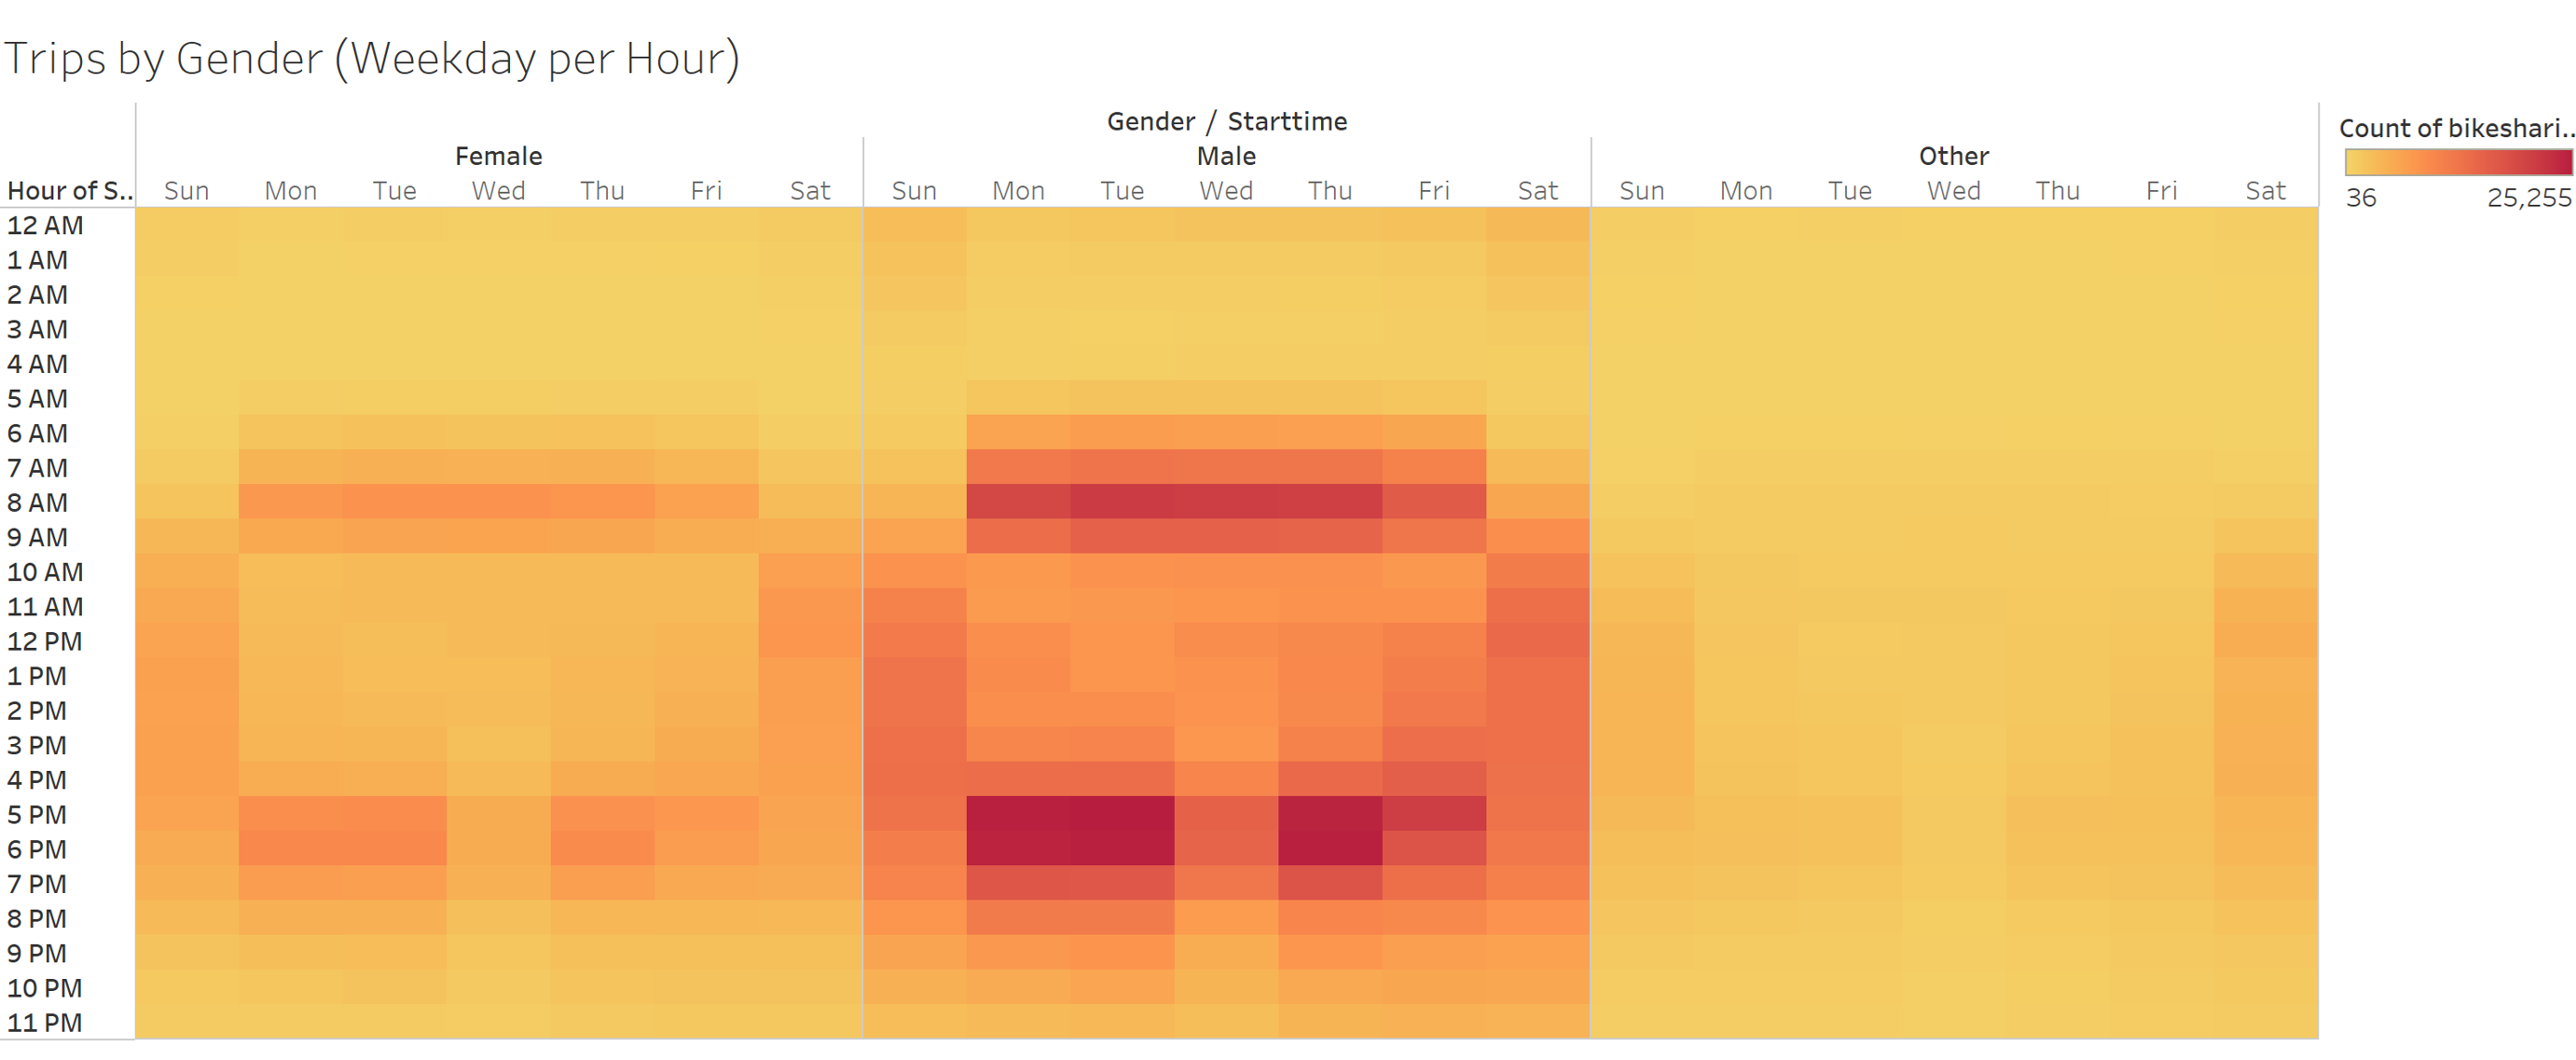 Trips by Gender (Weekday per Hour)
Gender / Starttime
Female Male Other
Hour of S.. Sun Mon Tue Wed Thu Fri Sat Sun Mon Tue Wed Thu Fri Sat Sun Mon Tue Wed Thu Fri Sat
12 AM
1 AM
2 AM
3 AM
4 AM
5 AM
6 AM
7 AM
8 AM
9 AM
10 AM
11 AM
12 PM
1 PM
2 PM
3 PM
4 PM
5 PM
6 PM
7 PM
8 PM
9 PM
10 PM
11 PM
Count of bikeshari..
36 25,255